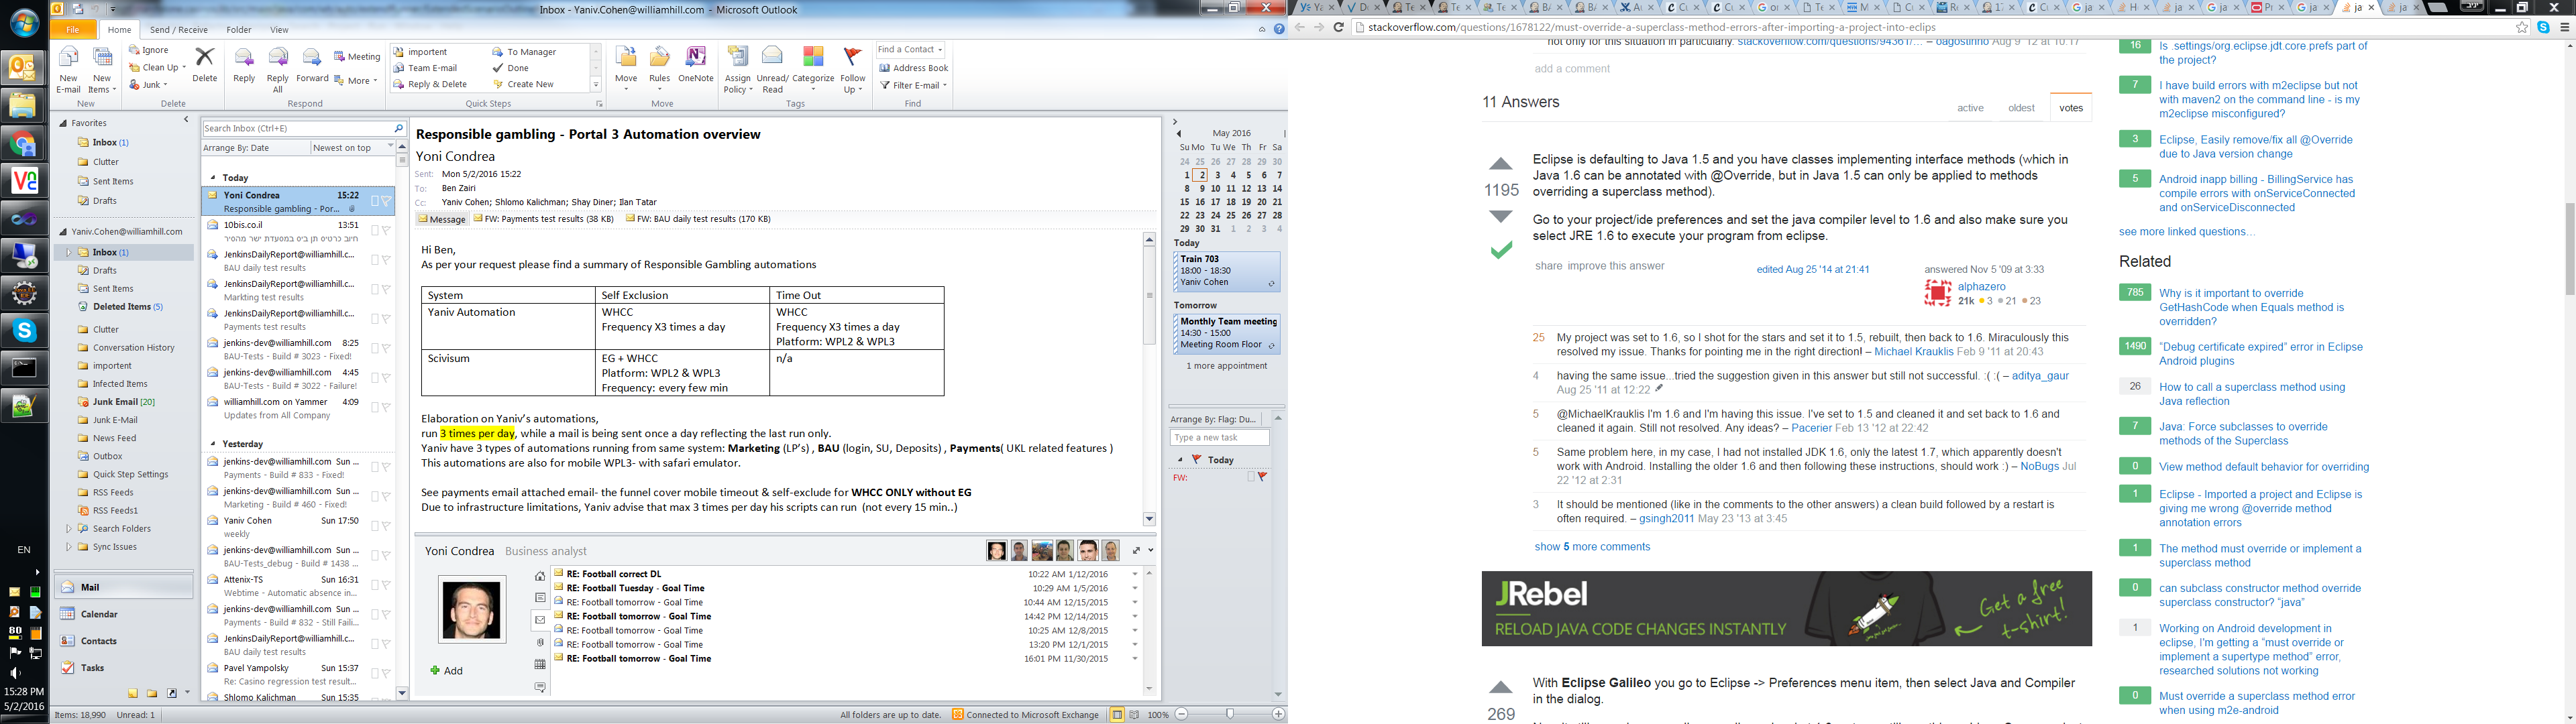 Inbox - Yaniv.Cohen@williamhill.com - Microsoft Outlook
File
Home
Send / Receive
Folder
View
New E-mail
New Items
New
Ignore
Clean Up
Junk
Delete
Delete
Reply
Reply All
Forward
Meeting
More
Respond
importent
Team E-mail
Reply & Delete
To Manager
Done
Create New
Quick Steps
Move
Rules
OneNote
Move
Assign Policy
Unread/ Read
Categorize
Follow Up
Tags
Find a Contact
Address Book
Filter E-mail
Find
Favorites
Inbox (1)
Clutter
Sent Items
Drafts
Yaniv.Cohen@williamhill.com
Inbox (1)
Drafts
Sent Items
Deleted Items (5)
Clutter
Conversation History
importent
Infected Items
Junk Email [20]
Junk E-Mail
News Feed
Outbox
Quick Step Settings
RSS Feeds
RSS Feeds1
Search Folders
Sync Issues
Mail
Calendar
Contacts
Tasks
Items: 18,990 Unread: 1
EN
80
15:28 PM
5/2/2016
Search Inbox (Ctrl+E)
Arrange By: Date Newest on top
Today
Yoni Condrea 15:22
Responsible gambling - Por...
10bis.co.il 13:51
חיוב כרטיס תן ביס במסעדת ישר מהסיר
JenkinsDailyReport@williamhill.c...
BAU daily test results
JenkinsDailyReport@williamhill.c...
Markting test results
JenkinsDailyReport@williamhill.c...
Payments test results
jenkins-dev@williamhill.com 8:25
BAU-Tests - Build # 3023 - Fixed!
jenkins-dev@williamhill.com 4:45
BAU-Tests - Build # 3022 - Failure!
williamhill.com on Yammer 4:09
Updates from All Company
Yesterday
jenkins-dev@williamhill.com Sun ...
Payments - Build # 833 - Fixed!
jenkins-dev@williamhill.com Sun ...
Marketing - Build # 460 - Fixed!
Yaniv Cohen Sun 17:50
weekly
jenkins-dev@williamhill.com Sun ...
BAU-Tests_debug - Build # 1438 ...
Attenix-TS Sun 16:31
Webtime - Automatic absence in...
jenkins-dev@williamhill.com Sun ...
Payments - Build # 832 - Still Faili...
JenkinsDailyReport@williamhill.c...
BAU daily test results
Pavel Yampolsky Sun 15:37
Re: Casino regression test result...
Shlomo Kalichman Sun 15:35
Responsible gambling - Portal 3 Automation overview
Yoni Condrea
Sent: Mon 5/2/2016 15:22
To: Ben Zairi
Cc: Yaniv Cohen; Shlomo Kalichman; Shay Diner; Ilan Tatar
Message FW: Payments test results (38 KB) FW: BAU daily test results (170 KB)
Hi Ben,
As per your request please find a summary of Responsible Gambling automations
System Self Exclusion Time Out
Yaniv Automation WHCC WHCC
Frequency X3 times a day Frequency X3 times a day
Platform: WPL2 & WPL3
Scivisum EG + WHCC n/a
Platform: WPL2 & WPL3
Frequency: every few min
Elaboration on Yaniv's automations,
run 3 times per day, while a mail is being sent once a day reflecting the last run only.
Yaniv have 3 types of automations running from same system: Marketing (LP's) , BAU (login, SU, Deposits) , Payments( UKL related features )
This automations are also for mobile WPL3- with safari emulator.
See payments email attached email- the funnel cover mobile timeout & self-exclude for WHCC ONLY without EG
Due to infrastructure limitations, Yaniv advise that max 3 times per day his scripts can run (not every 15 min..)
Yoni Condrea Business analyst
Add
RE: Football correct DL 10:22 AM 1/12/2016
RE: Football Tuesday - Goal Time 10:29 AM 1/5/2016
RE: Football tomorrow - Goal Time 10:44 AM 12/15/2015
RE: Football tomorrow - Goal Time 14:42 PM 12/14/2015
RE: Football tomorrow - Goal Time 10:25 AM 12/8/2015
RE: Football tomorrow - Goal Time 13:20 PM 12/1/2015
RE: Football tomorrow - Goal Time 16:01 PM 11/30/2015
All folders are up to date. Connected to Microsoft Exchange 100%
May 2016
Su Mo Tu We Th Fr Sa
24 25 26 27 28 29 30
1 2 3 4 5 6 7
8 9 10 11 12 13 14
15 16 17 18 19 20 21
22 23 24 25 26 27 28
29 30 31 1 2 3 4
Today
Train 703
18:00 - 18:30
Yaniv Cohen
Tomorrow
Monthly Team meeting
14:30 - 15:00
Meeting Room Floor
1 more appointment
Arrange By: Flag: Du...
Type a new task
Today
FW:
stackoverflow.com/questions/1678122/must-override-a-superclass-method-errors-after-importing-a-project-into-eclips
not only for this situation in particularly. stackoverflow.com/questions/94361/... – dagostinho Aug 9 '12 at 10:17
add a comment
11 Answers
active oldest votes
1195
Eclipse is defaulting to Java 1.5 and you have classes implementing interface methods (which in
Java 1.6 can be annotated with @Override, but in Java 1.5 can only be applied to methods
overriding a superclass method).
Go to your project/ide preferences and set the java compiler level to 1.6 and also make sure you
select JRE 1.6 to execute your program from eclipse.
share improve this answer
edited Aug 25 '14 at 21:41
answered Nov 5 '09 at 3:33
alphazero
21k 3 21 23
25 My project was set to 1.6, so I shot for the stars and set it to 1.5, rebuilt, then back to 1.6. Miraculously this
resolved my issue. Thanks for pointing me in the right direction! – Michael Krauklis Feb 9 '11 at 20:43
4 having the same issue...tried the suggestion given in this answer but still not successful. :( :( – aditya_gaur
Aug 25 '11 at 12:22
5 @MichaelKrauklis I'm 1.6 and I'm having this issue. I've set to 1.5 and cleaned it and set back to 1.6 and
cleaned it again. Still not resolved. Any ideas? – Pacerier Feb 13 '12 at 22:42
5 Same problem here, in my case, I had not installed JDK 1.6, only the latest 1.7, which apparently doesn't
work with Android. Installing the older 1.6 and then following these instructions, should work :) – NoBugs Jul
22 '12 at 2:31
3 It should be mentioned (like in the comments to the other answers) a clean build followed by a restart is
often required. – gsingh2011 May 23 '13 at 3:45
show 5 more comments
JRebel
RELOAD JAVA CODE CHANGES INSTANTLY
Get a free
t-shirt!
269
With Eclipse Galileo you go to Eclipse -> Preferences menu item, then select Java and Compiler
in the dialog.
16 Is .settings/org.eclipse.jdt.core.prefs part of
the project?
7 I have build errors with m2eclipse but not
with maven2 on the command line - is my
m2eclipse misconfigured?
3 Eclipse, Easily remove/fix all @Override
due to Java version change
5 Android inapp billing - BillingService has
compile errors with onServiceConnected
and onServiceDisconnected
see more linked questions…
Related
785 Why is it important to override
GetHashCode when Equals method is
overridden?
1490 "Debug certificate expired" error in Eclipse
Android plugins
26 How to call a superclass method using
Java reflection
7 Java: Force subclasses to override
methods of the Superclass
0 View method default behavior for overriding
1 Eclipse - Imported a project and Eclipse is
giving me wrong @override method
annotation errors
1 The method must override or implement a
superclass method
0 can subclass constructor method override
superclass constructor? "java"
1 Working on Android development in
eclipse, I'm getting a "must override or
implement a supertype method" error,
researched solutions not working
0 Must override a superclass method error
when using m2e-android